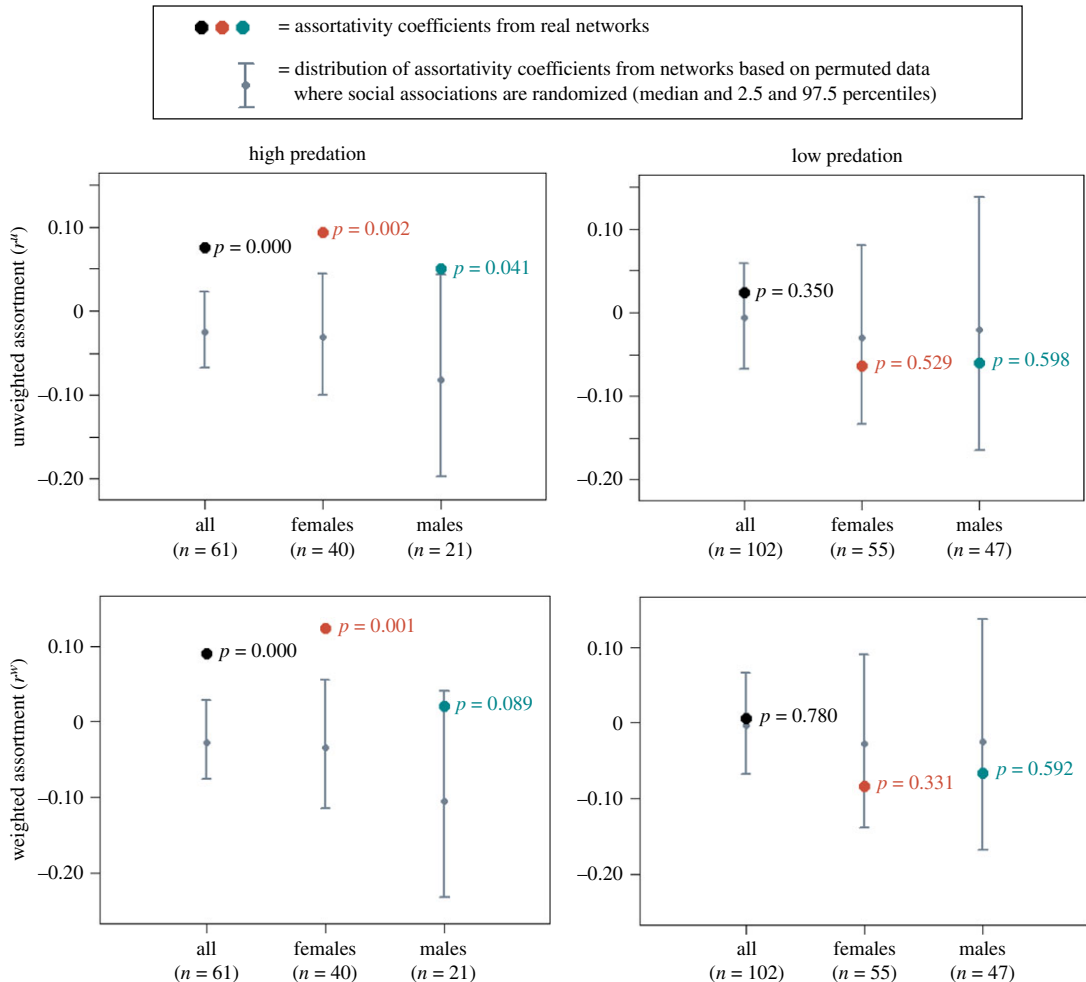 = assortativity coefficients from real networks
= distribution of assortativity coefficients from networks based on permuted data
where social associations are randomized (median and 2.5 and 97.5 percentiles)
high predation
low predation
unweighted assortment (r^u)
0.10
0
–0.10
–0.20
p = 0.000
p = 0.002
p = 0.041
all
(n = 61)
females
(n = 40)
males
(n = 21)
0.10
0
–0.10
–0.20
p = 0.350
p = 0.529
p = 0.598
all
(n = 102)
females
(n = 55)
males
(n = 47)
weighted assortment (r^w)
0.10
0
–0.10
–0.20
p = 0.000
p = 0.001
p = 0.089
all
(n = 61)
females
(n = 40)
males
(n = 21)
0.10
0
–0.10
–0.20
p = 0.780
p = 0.331
p = 0.592
all
(n = 102)
females
(n = 55)
males
(n = 47)